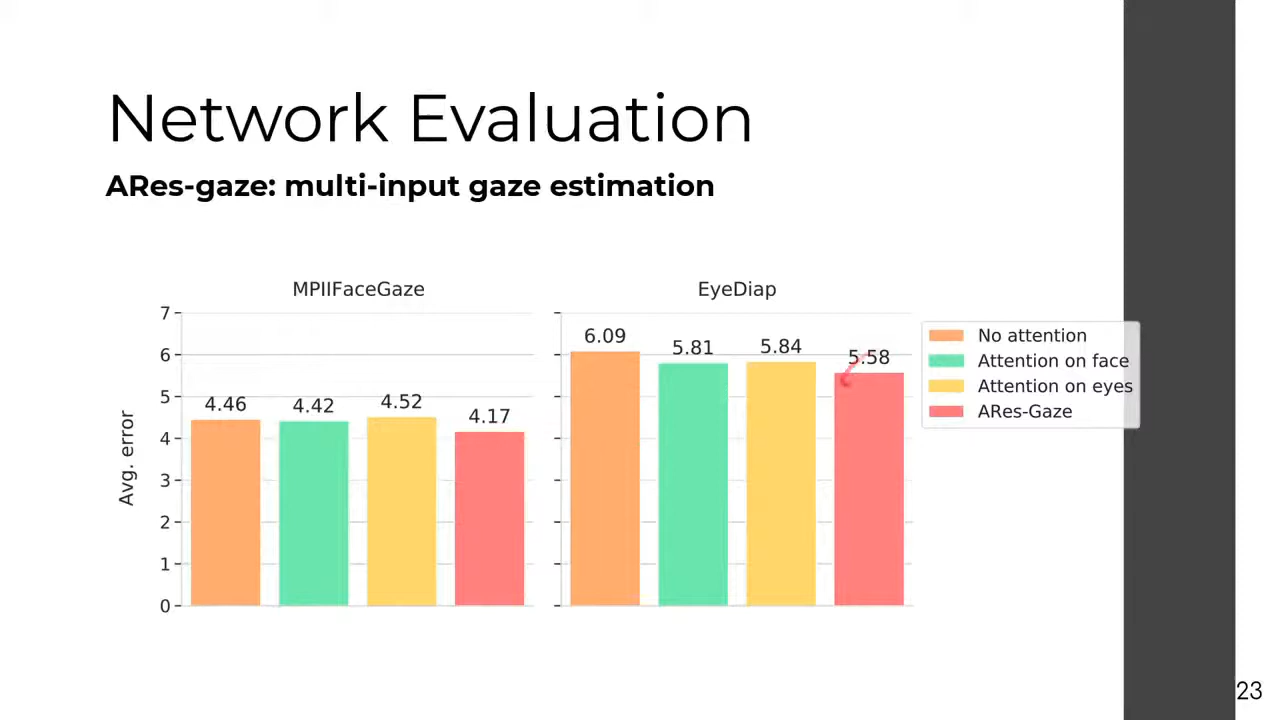 Network Evaluation
ARes-gaze: multi-input gaze estimation
MPIIFaceGaze
EyeDiap
Avg. error
7
6
5
4
3
2
1
0
4.46
4.42
4.52
4.17
6.09
5.81
5.84
5.58
No attention
Attention on face
Attention on eyes
ARes-Gaze
23